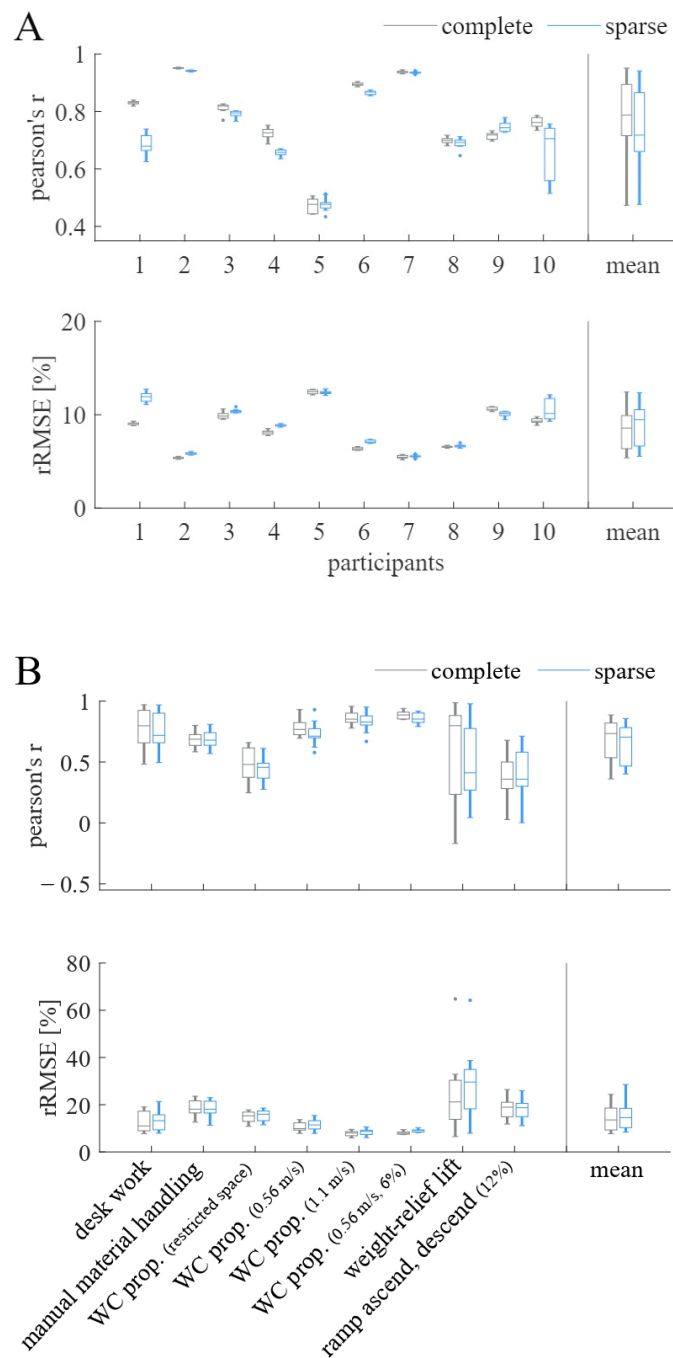 A
complete sparse
pearson's r
1
0.8
0.6
0.4
1 2 3 4 5 6 7 8 9 10 mean
rRMSE [%]
20
10
0
1 2 3 4 5 6 7 8 9 10 mean
participants
B
complete sparse
pearson's r
1
0.5
0
− 0.5
rRMSE [%]
80
60
40
20
0
desk work
manual material handling
WC prop. (restricted space)
WC prop. (0.56 m/s)
WC prop. (1.1 m/s)
WC prop. (0.56 m/s, 6%)
weight-relief lift
ramp ascend, descend (12%)
mean